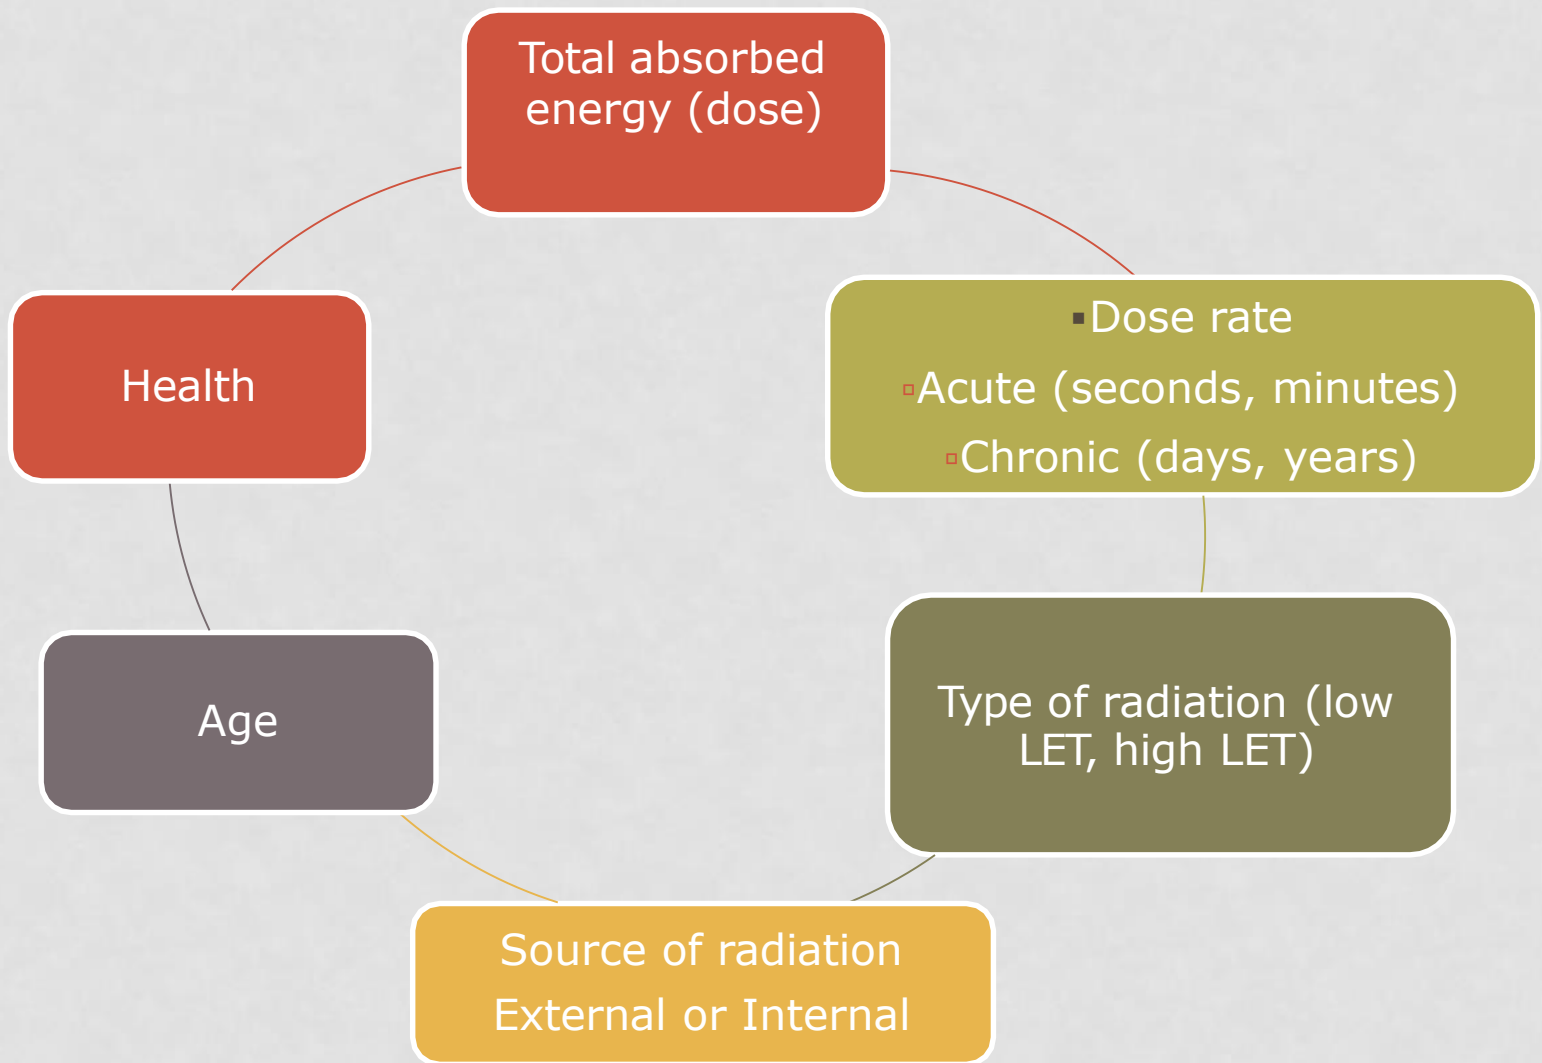 Total absorbed
energy (dose)
▪Dose rate
▫Acute (seconds, minutes)
▫Chronic (days, years)
Type of radiation (low
LET, high LET)
Source of radiation
External or Internal
Age
Health